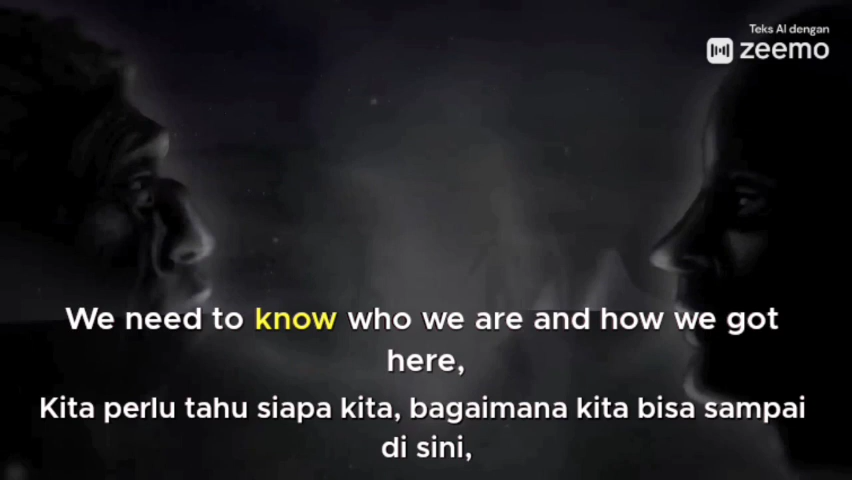 Teks AI dengan
zeemo
We need to know who we are and how we got
here,
Kita perlu tahu siapa kita, bagaimana kita bisa sampai
di sini,